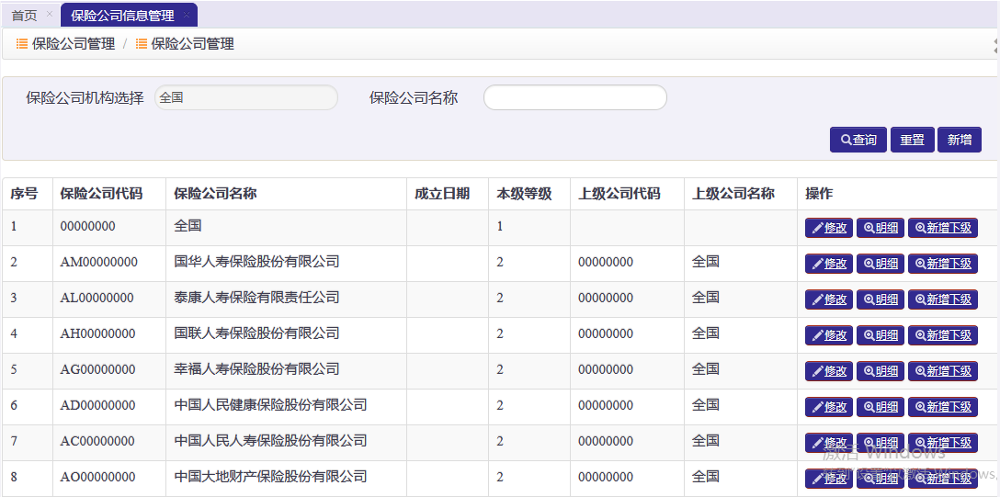 首页 × 保险公司信息管理 ×
保险公司管理 / 保险公司管理
保险公司机构选择 全国 保险公司名称
查询 重置 新增
序号 保险公司代码 保险公司名称 成立日期 本级等级 上级公司代码 上级公司名称 操作
1 00000000 全国 1 修改 明细 新增下级
2 AM00000000 国华人寿保险股份有限公司 2 00000000 全国 修改 明细 新增下级
3 AL00000000 泰康人寿保险有限责任公司 2 00000000 全国 修改 明细 新增下级
4 AH00000000 国联人寿保险股份有限公司 2 00000000 全国 修改 明细 新增下级
5 AG00000000 幸福人寿保险股份有限公司 2 00000000 全国 修改 明细 新增下级
6 AD00000000 中国人民健康保险股份有限公司 2 00000000 全国 修改 明细 新增下级
7 AC00000000 中国人民人寿保险股份有限公司 2 00000000 全国 修改 明细 新增下级
激活 Windows
8 AO00000000 中国大地财产保险股份有限公司 2 00000000 全国 修改 明细 新增下级